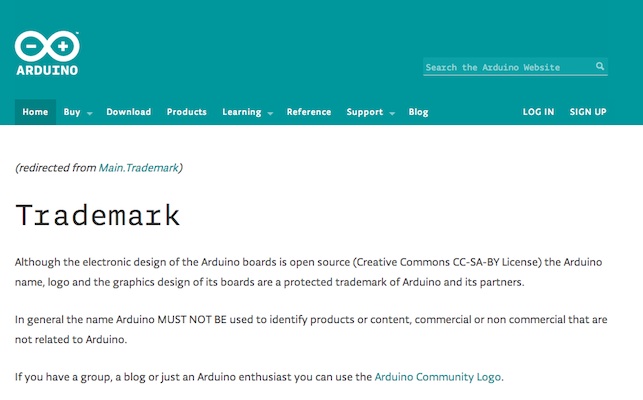 ARDUINO
Search the Arduino Website
Home Buy Download Products Learning Reference Support Blog LOG IN SIGN UP
(redirected from Main.Trademark)
Trademark
Although the electronic design of the Arduino boards is open source (Creative Commons CC-SA-BY License) the Arduino
name, logo and the graphics design of its boards are a protected trademark of Arduino and its partners.
In general the name Arduino MUST NOT BE used to identify products or content, commercial or non commercial that are
not related to Arduino.
If you have a group, a blog or just an Arduino enthusiast you can use the Arduino Community Logo.